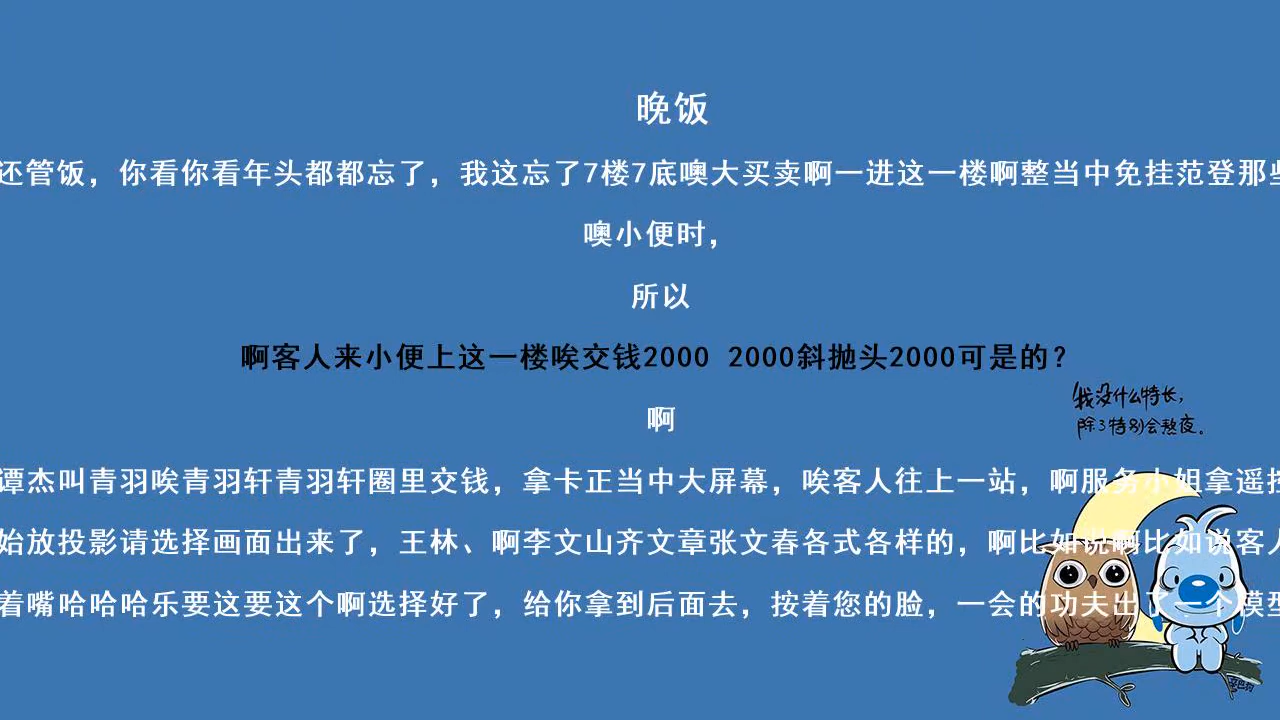 晚饭
还管饭，你看你看年头都都忘了，我这忘了7楼7底噢大买卖啊一进这一楼啊整当中免挂范登那些
噢小便时，
所以
啊客人来小便上这一楼唉交钱2000 2000斜抛头2000可是的？
我没什么特长，
除了特别会熬夜。
啊
谭杰叫青羽唉青羽轩青羽轩圈里交钱，拿卡正当中大屏幕，唉客人往上一站，啊服务小姐拿遥控
始放投影请选择画面出来了，王林、啊李文山齐文章张文春各式各样的，啊比如说啊比如说客人
着嘴哈哈哈乐要这要这个啊选择好了，给你拿到后面去，按着您的脸，一会的功夫出了一个模型